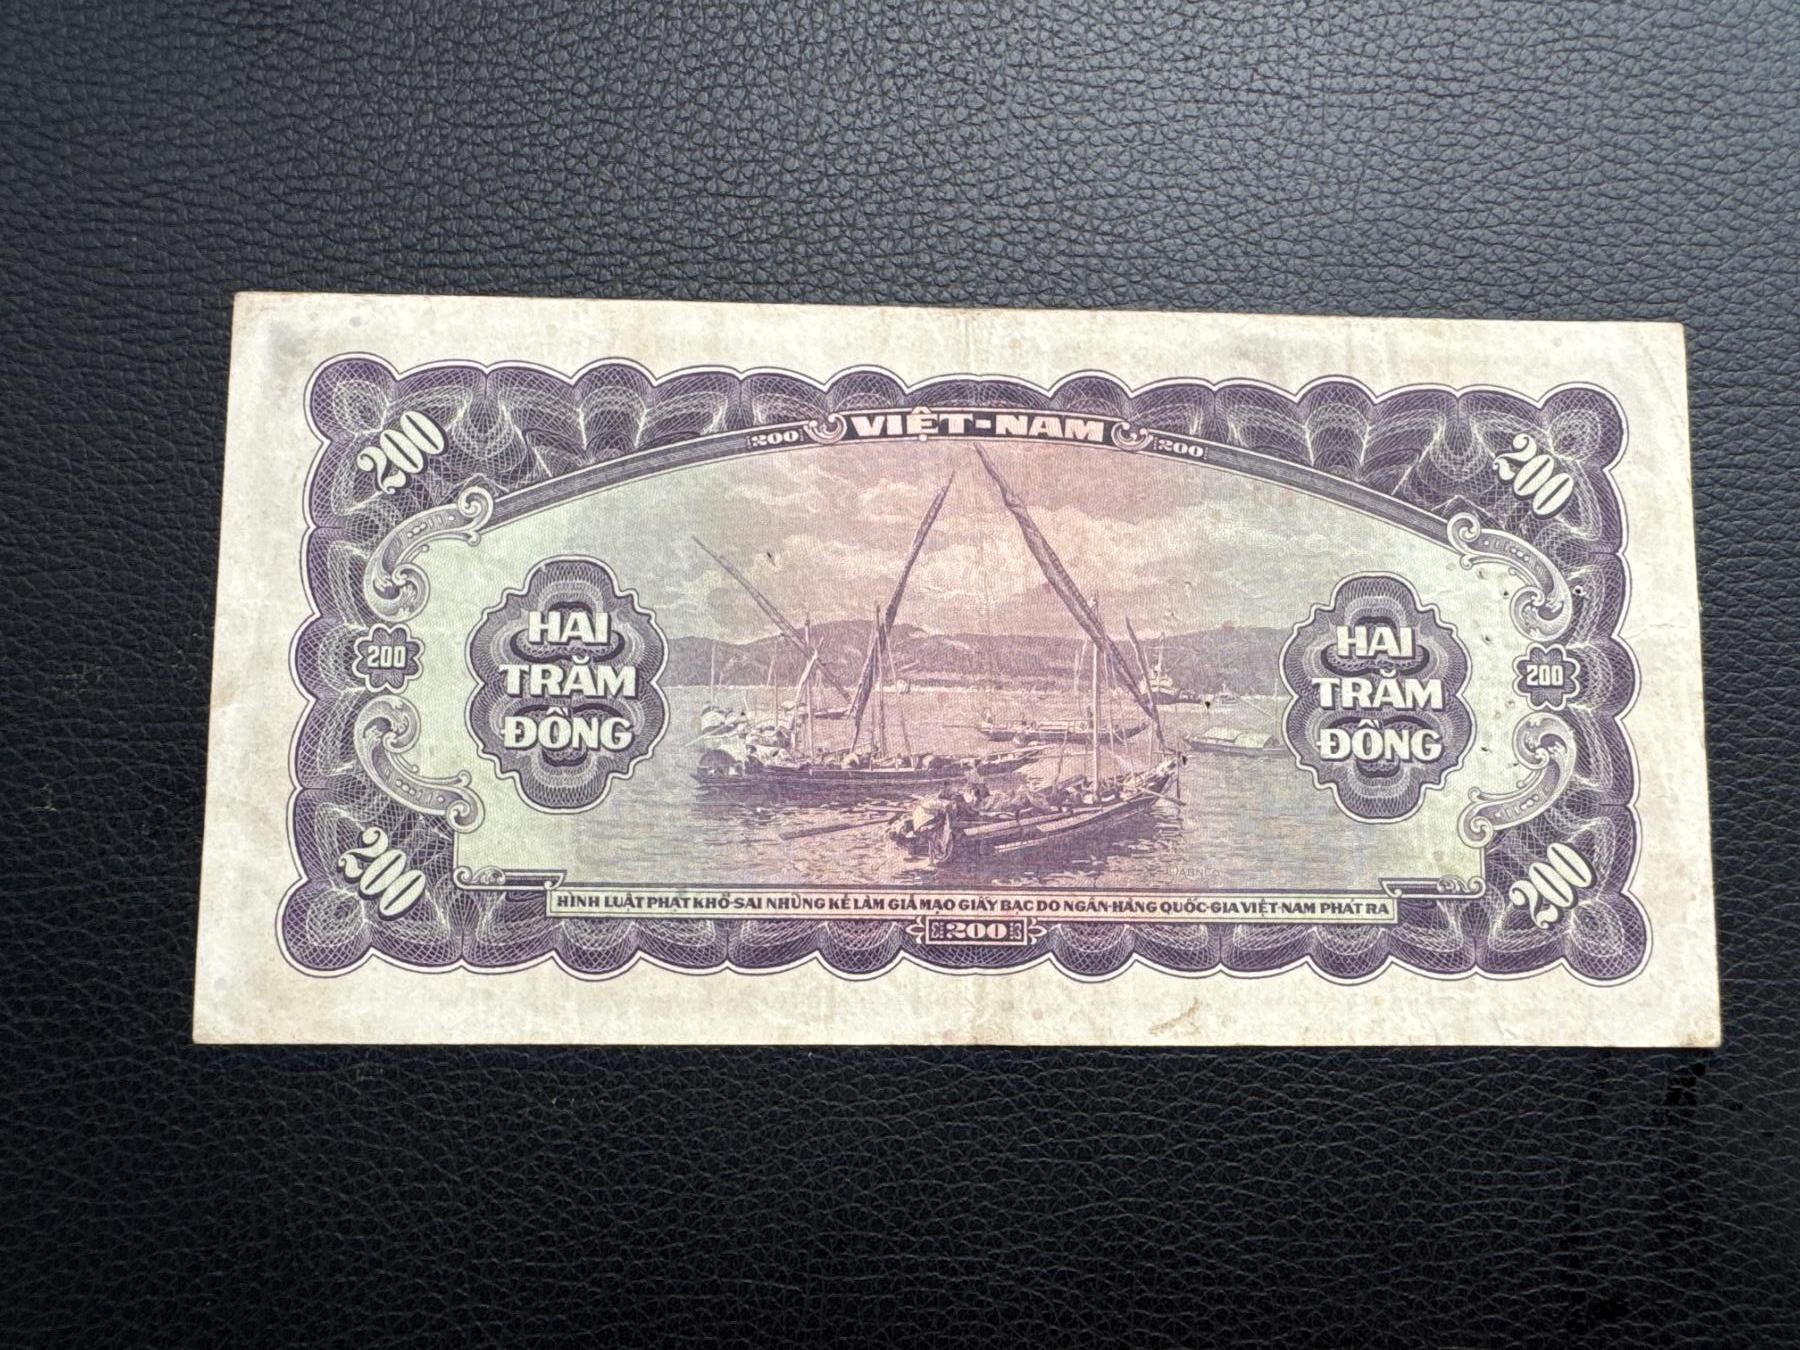 200 VIỆT-NAM 200
200
200
HAI
TRĂM
ĐỒNG
HAI
TRĂM
ĐỒNG
200
200
200
200
©ABNCo
HÌNH LUẬT PHẠT KHỔ-SAI NHỮNG KẺ LÀM GIẢ MẠO GIẤY BẠC DO NGÂN-HÀNG QUỐC-GIA VIỆT-NAM PHÁT RA
200